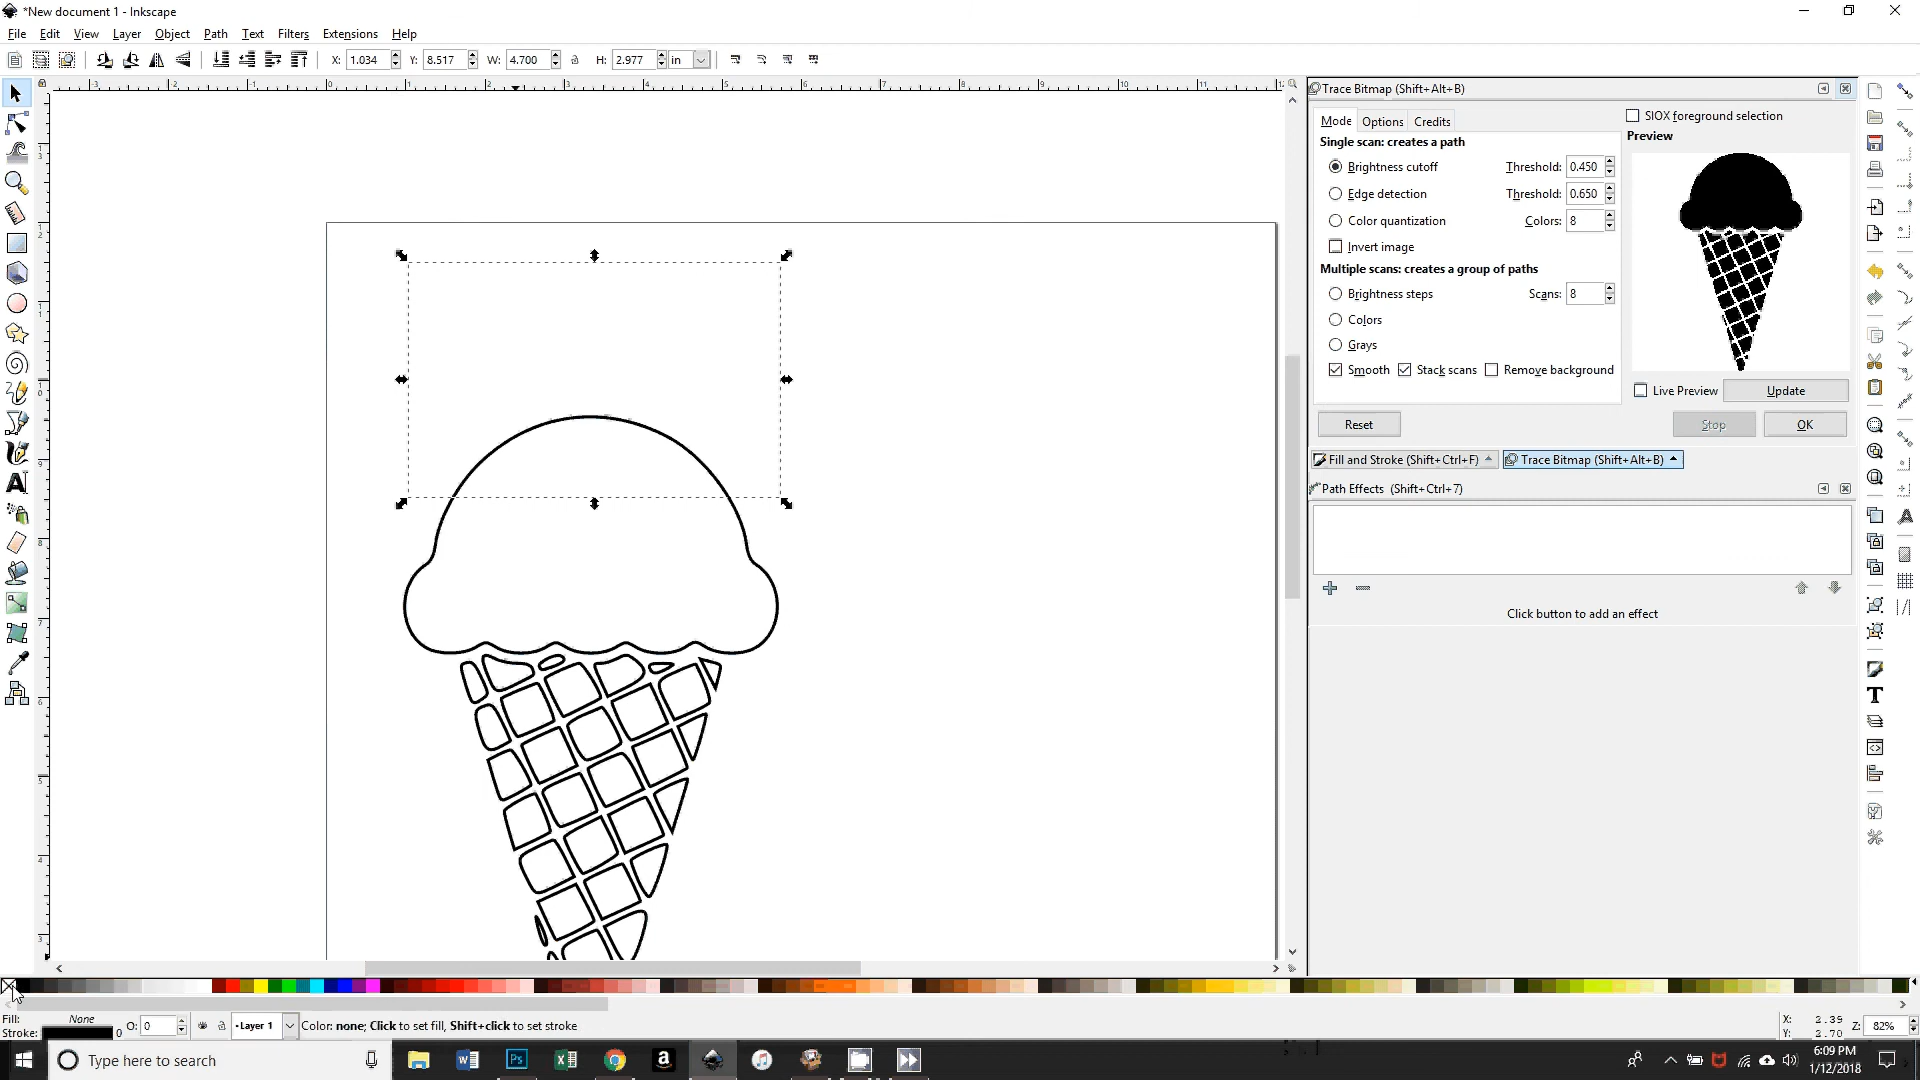 *New document 1 - Inkscape
File Edit View Layer Object Path Text Filters Extensions Help
X: 1.034 Y: 8.517 W: 4.700 H: 2.977 in
Trace Bitmap (Shift+Alt+B)
Mode Options Credits
SIOX foreground selection
Preview
Single scan: creates a path
Brightness cutoff Threshold: 0.450
Edge detection Threshold: 0.650
Color quantization Colors: 8
Invert image
Multiple scans: creates a group of paths
Brightness steps Scans: 8
Colors
Grays
Smooth Stack scans Remove background
Live Preview Update
Reset Stop OK
Fill and Stroke (Shift+Ctrl+F) Trace Bitmap (Shift+Alt+B)
Path Effects (Shift+Ctrl+7)
Click button to add an effect
Fill: None
Stroke: 0 O: 0 Layer 1 Color: none; Click to set fill, Shift+click to set stroke
X: 2.39
Y: 2.70 Z: 82%
Type here to search
6:09 PM
1/12/2018